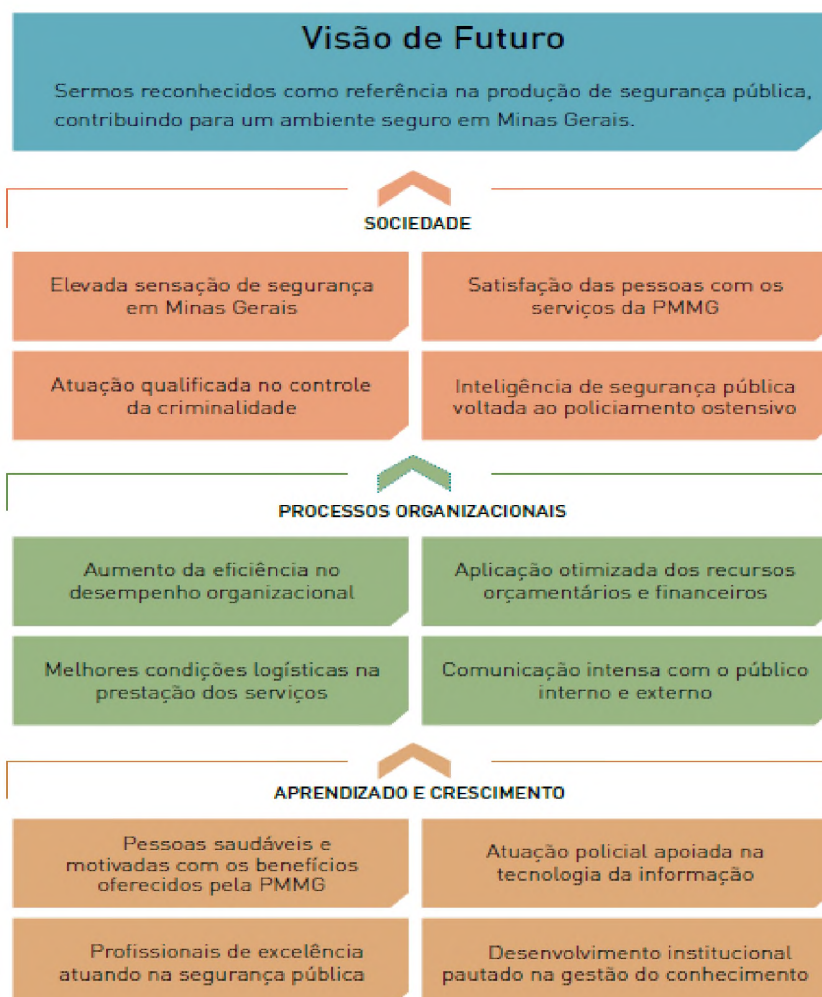 Visão de Futuro
Sermos reconhecidos como referência na produção de segurança pública,
contribuindo para um ambiente seguro em Minas Gerais.
SOCIEDADE
Elevada sensação de segurança
em Minas Gerais
Satisfação das pessoas com os
serviços da PMMG
Atuação qualificada no controle
da criminalidade
Inteligência de segurança pública
voltada ao policiamento ostensivo
PROCESSOS ORGANIZACIONAIS
Aumento da eficiência no
desempenho organizacional
Aplicação otimizada dos recursos
orçamentários e financeiros
Melhores condições logísticas na
prestação dos serviços
Comunicação intensa com o público
interno e externo
APRENDIZADO E CRESCIMENTO
Pessoas saudáveis e
motivadas com os benefícios
oferecidos pela PMMG
Atuação policial apoiada na
tecnologia da informação
Profissionais de excelência
atuando na segurança pública
Desenvolvimento institucional
pautado na gestão do conhecimento